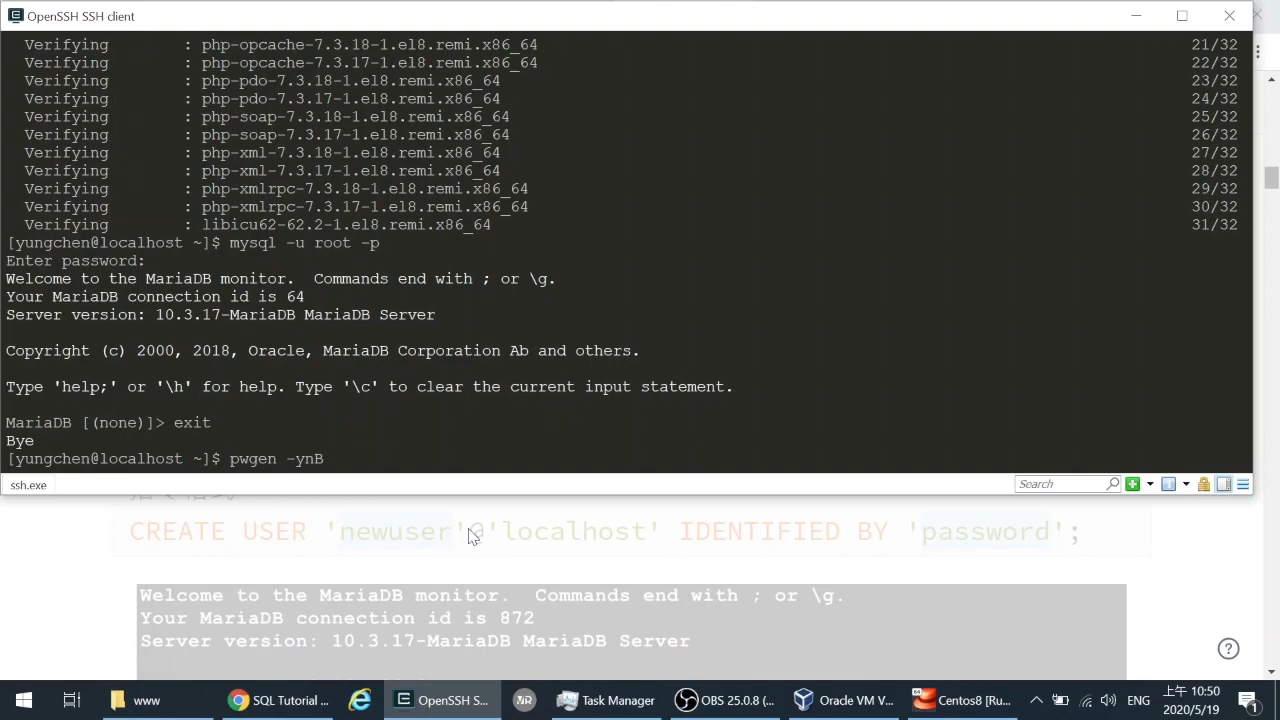 OpenSSH SSH client
Verifying : php-opcache-7.3.18-1.el8.remi.x86_64 21/32
Verifying : php-opcache-7.3.17-1.el8.remi.x86_64 22/32
Verifying : php-pdo-7.3.18-1.el8.remi.x86_64 23/32
Verifying : php-pdo-7.3.17-1.el8.remi.x86_64 24/32
Verifying : php-soap-7.3.18-1.el8.remi.x86_64 25/32
Verifying : php-soap-7.3.17-1.el8.remi.x86_64 26/32
Verifying : php-xml-7.3.18-1.el8.remi.x86_64 27/32
Verifying : php-xml-7.3.17-1.el8.remi.x86_64 28/32
Verifying : php-xmlrpc-7.3.18-1.el8.remi.x86_64 29/32
Verifying : php-xmlrpc-7.3.17-1.el8.remi.x86_64 30/32
Verifying : libicu62-62.2-1.el8.remi.x86_64 31/32
[yungchen@localhost ~]$ mysql -u root -p
Enter password:
Welcome to the MariaDB monitor.  Commands end with ; or \g.
Your MariaDB connection id is 64
Server version: 10.3.17-MariaDB MariaDB Server
Copyright (c) 2000, 2018, Oracle, MariaDB Corporation Ab and others.
Type 'help;' or '\h' for help. Type '\c' to clear the current input statement.
MariaDB [(none)]> exit
Bye
[yungchen@localhost ~]$ pwgen -ynB
ssh.exe
Search
CREATE USER 'newuser'@'localhost' IDENTIFIED BY 'password';
Welcome to the MariaDB monitor.  Commands end with ; or \g.
Your MariaDB connection id is 872
Server version: 10.3.17-MariaDB MariaDB Server
www
SQL Tutorial ...
OpenSSH S...
Task Manager
OBS 25.0.8 (...
Oracle VM V...
Centos8 [Ru...
ENG
上午 10:50
2020/5/19
1